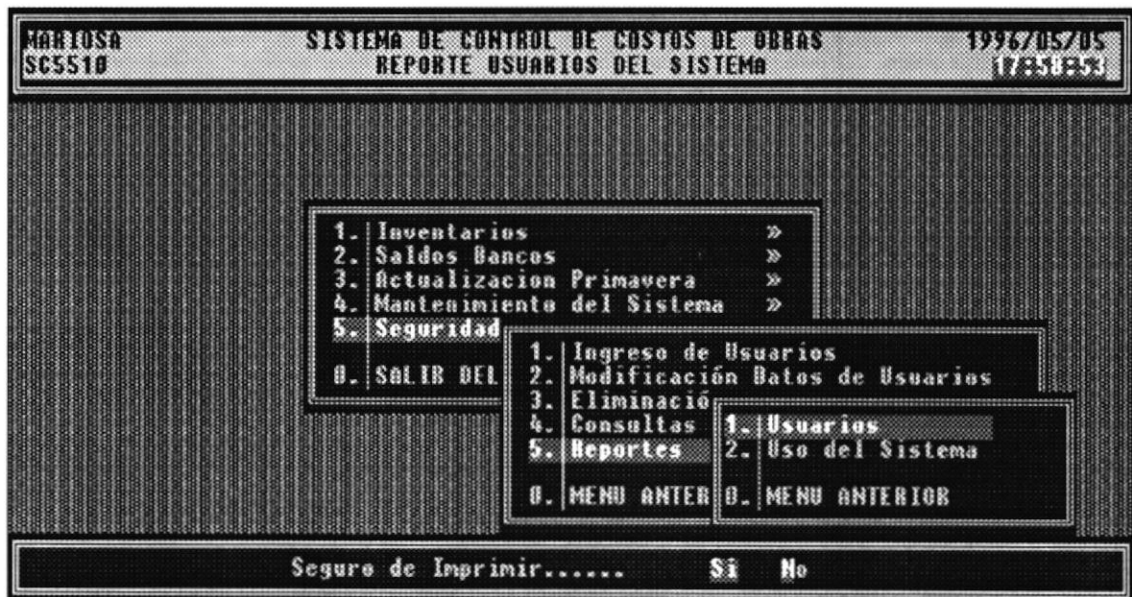 MARIOSA SISTEMA DE CONTROL DE COSTOS DE OBRAS 1996/05/05
SC5510 REPORTE USUARIOS DEL SISTEMA 17:58:53
1. Inventarios »
2. Saldos Bancos »
3. Actualizacion Primavera »
4. Mantenimiento del Sistema »
5. Seguridad
0. SALIR DEL
1. Ingreso de Usuarios
2. Modificación Datos de Usuarios
3. Eliminació
4. Consultas
5. Reportes
0. MENU ANTER
1. Usuarios
2. Uso del Sistema
0. MENU ANTERIOR
Seguro de Imprimir...... Si No